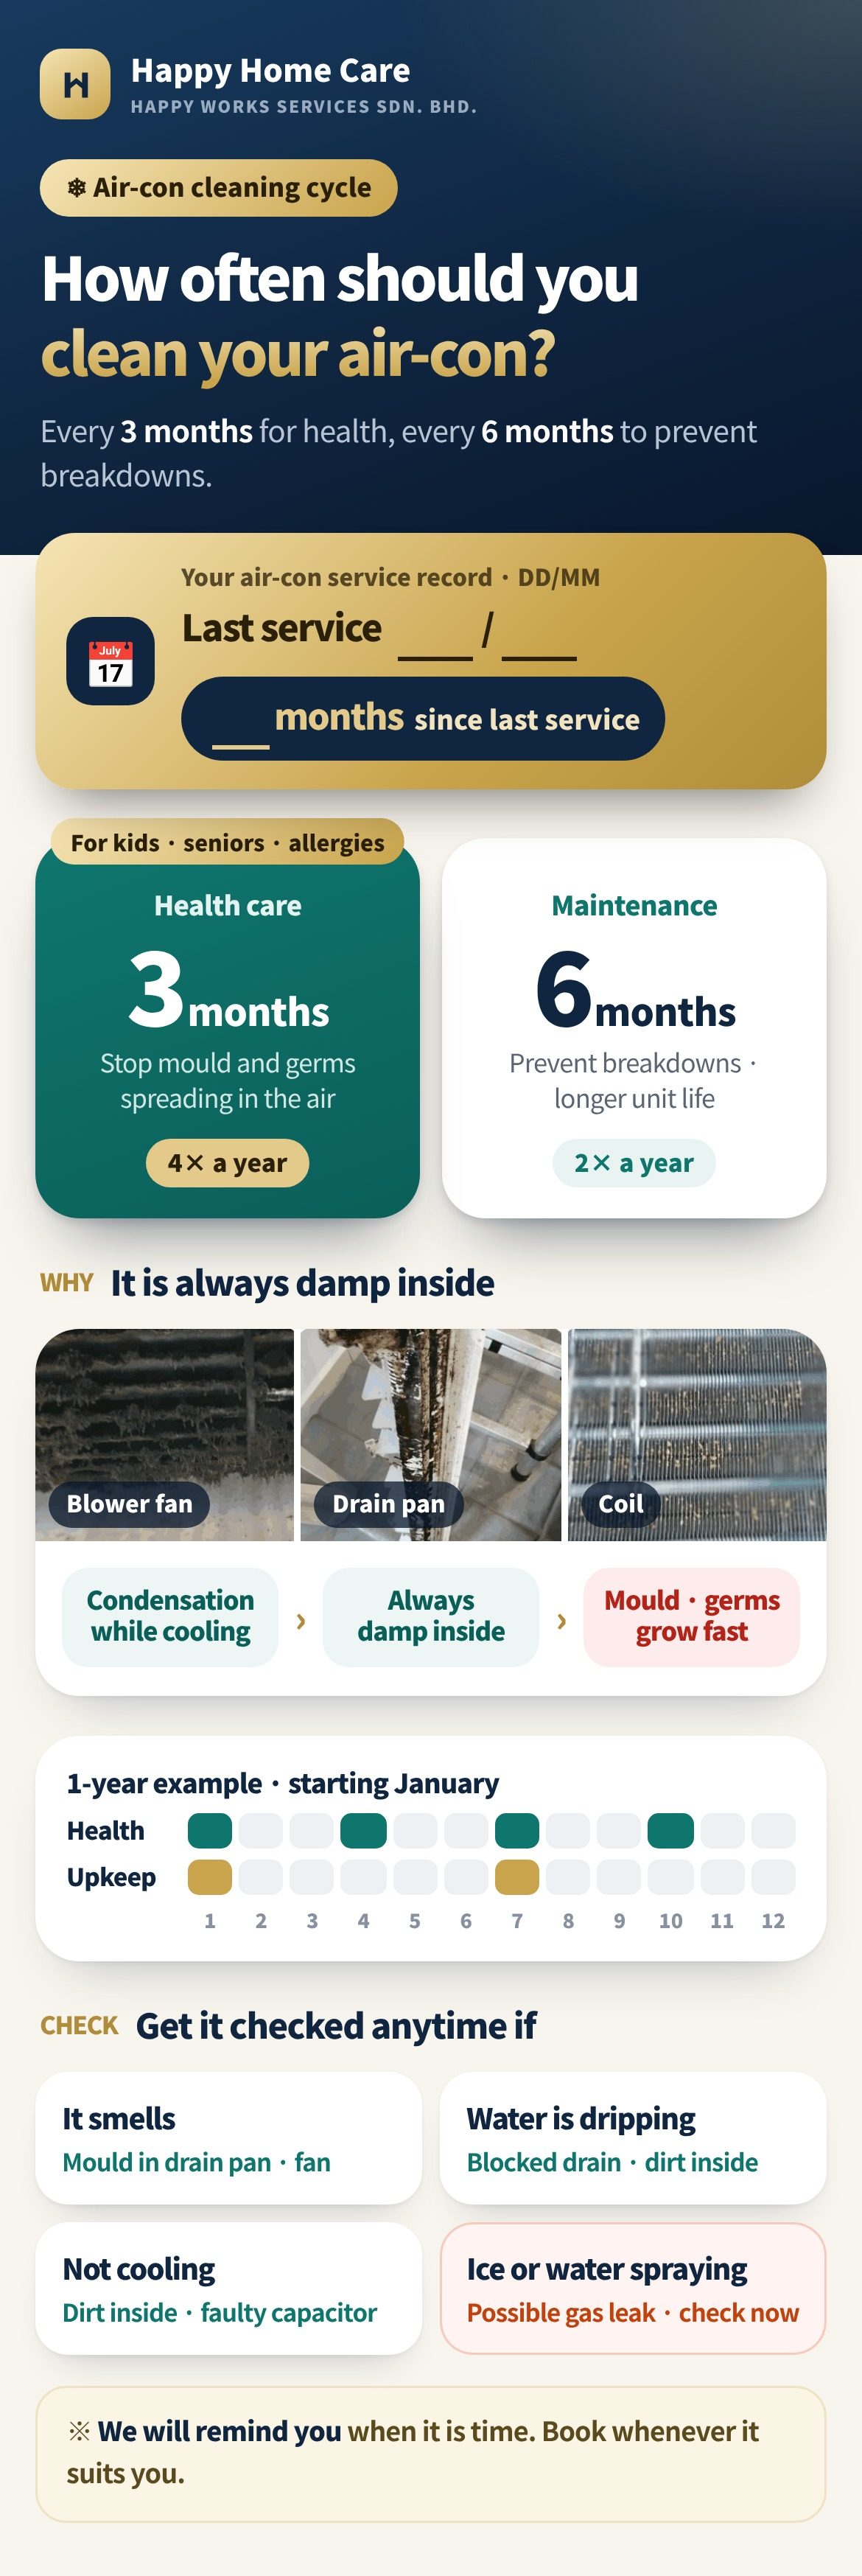 Happy Home Care
HAPPY WORKS SERVICES SDN. BHD.
❄ Air-con cleaning cycle
How often should you
clean your air-con?
Every 3 months for health, every 6 months to prevent
breakdowns.
Your air-con service record · DD/MM
Last service ___ / ___
July
17
___ months since last service
For kids · seniors · allergies
Health care
3 months
Stop mould and germs
spreading in the air
4× a year
Maintenance
6 months
Prevent breakdowns ·
longer unit life
2× a year
WHY It is always damp inside
Blower fan
Drain pan
Coil
Condensation
while cooling
›
Always
damp inside
›
Mould · germs
grow fast
1-year example · starting January
Health
Upkeep
1 2 3 4 5 6 7 8 9 10 11 12
CHECK Get it checked anytime if
It smells
Mould in drain pan · fan
Water is dripping
Blocked drain · dirt inside
Not cooling
Dirt inside · faulty capacitor
Ice or water spraying
Possible gas leak · check now
※ We will remind you when it is time. Book whenever it
suits you.